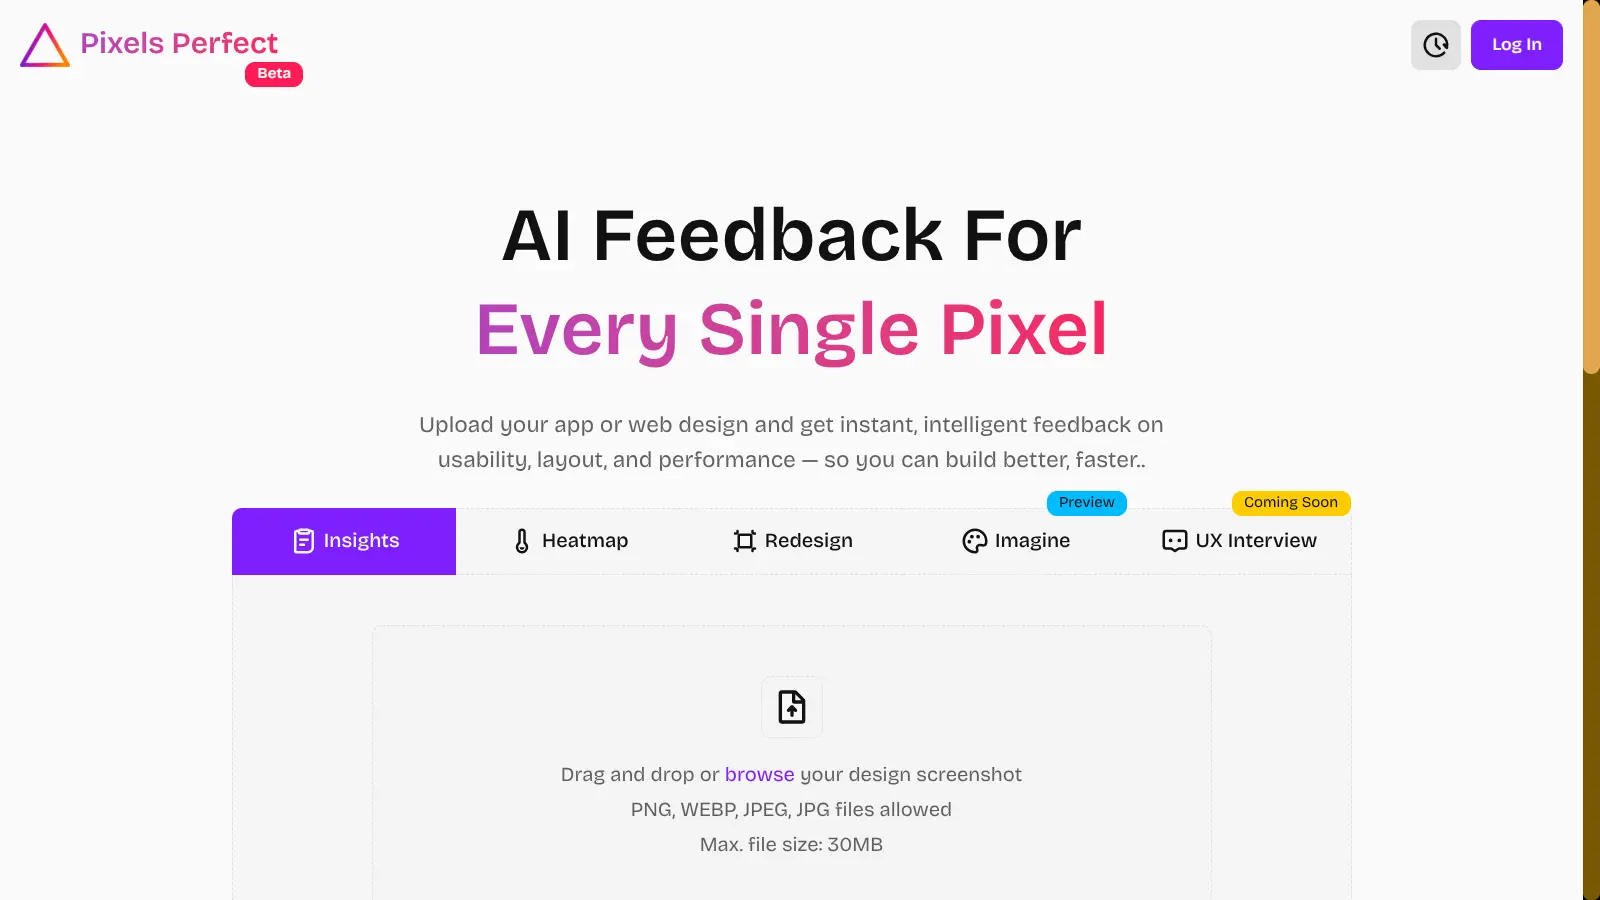 Pixels Perfect
Beta
Log In
AI Feedback For
Every Single Pixel
Upload your app or web design and get instant, intelligent feedback on
usability, layout, and performance — so you can build better, faster..
Preview
Coming Soon
Insights
Heatmap
Redesign
Imagine
UX Interview
Drag and drop or browse your design screenshot
PNG, WEBP, JPEG, JPG files allowed
Max. file size: 30MB